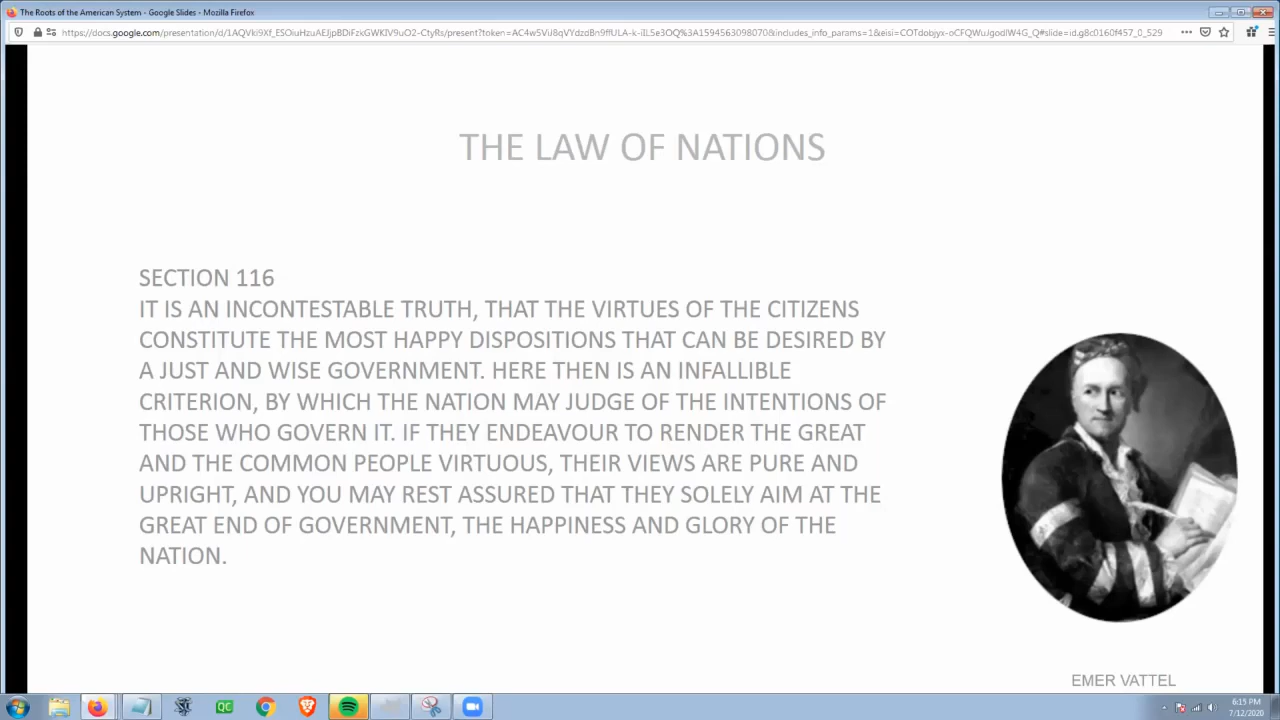 The Roots of the American System - Google Slides - Mozilla Firefox
THE LAW OF NATIONS
SECTION 116
IT IS AN INCONTESTABLE TRUTH, THAT THE VIRTUES OF THE CITIZENS
CONSTITUTE THE MOST HAPPY DISPOSITIONS THAT CAN BE DESIRED BY
A JUST AND WISE GOVERNMENT. HERE THEN IS AN INFALLIBLE
CRITERION, BY WHICH THE NATION MAY JUDGE OF THE INTENTIONS OF
THOSE WHO GOVERN IT. IF THEY ENDEAVOUR TO RENDER THE GREAT
AND THE COMMON PEOPLE VIRTUOUS, THEIR VIEWS ARE PURE AND
UPRIGHT, AND YOU MAY REST ASSURED THAT THEY SOLELY AIM AT THE
GREAT END OF GOVERNMENT, THE HAPPINESS AND GLORY OF THE
NATION.
EMER VATTEL
QC
6:15 PM
7/12/2020